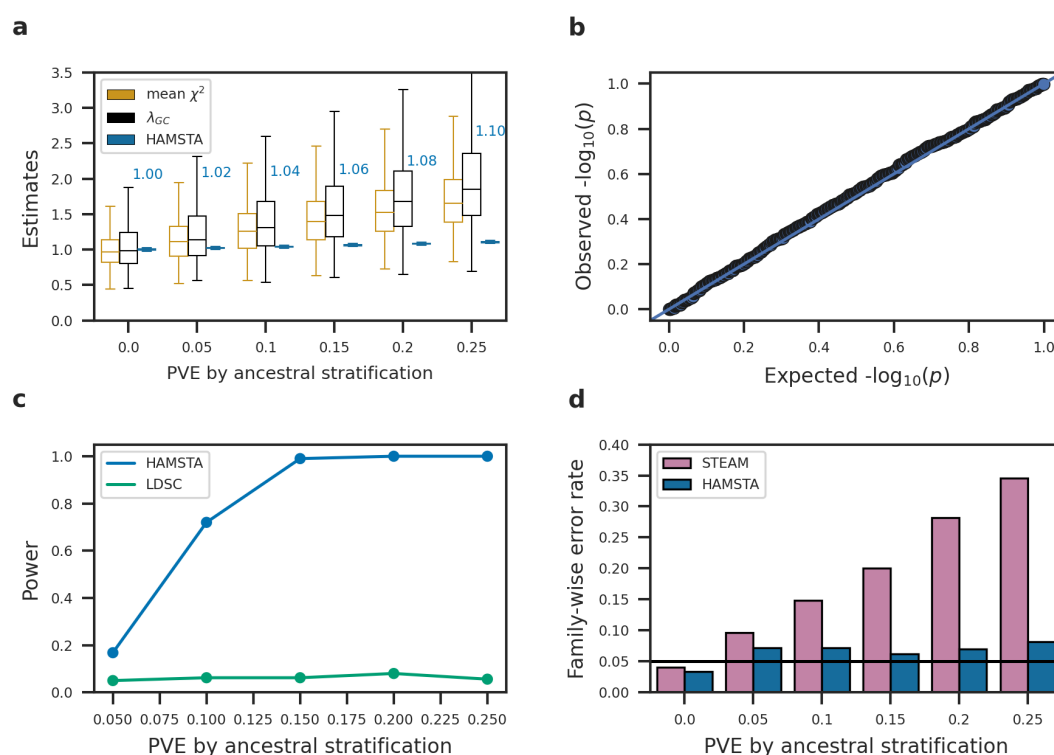 a
3.5
3.0
2.5
2.0
1.5
1.0
0.5
0.0
Estimates
mean χ²
λGC
HAMSTA
1.00
1.02
1.04
1.06
1.08
1.10
0.0 0.05 0.1 0.15 0.2 0.25
PVE by ancestral stratification
b
1.0
0.8
0.6
0.4
0.2
0.0
Observed -log₁₀(p)
0.0 0.2 0.4 0.6 0.8 1.0
Expected -log₁₀(p)
c
1.0
0.8
0.6
0.4
0.2
0.0
Power
HAMSTA
LDSC
0.050 0.075 0.100 0.125 0.150 0.175 0.200 0.225 0.250
PVE by ancestral stratification
d
0.40
0.35
0.30
0.25
0.20
0.15
0.10
0.05
0.00
Family-wise error rate
STEAM
HAMSTA
0.0 0.05 0.1 0.15 0.2 0.25
PVE by ancestral stratification